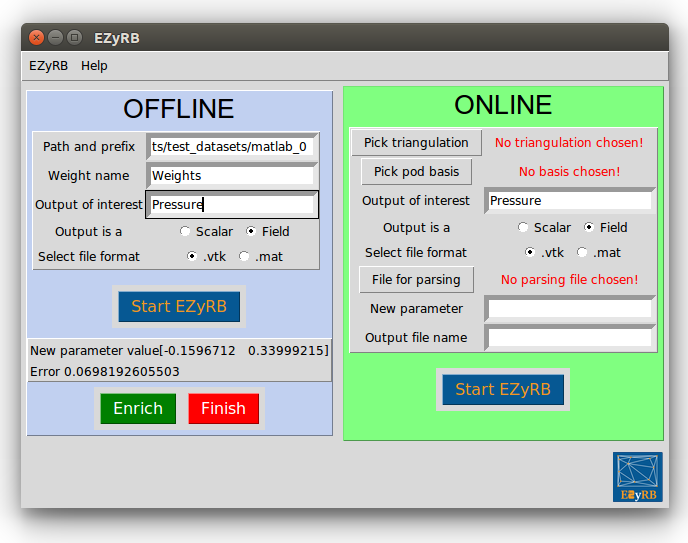 EZyRB
EZyRB Help
OFFLINE
Path and prefix ts/test_datasets/matlab_0
Weight name Weights
Output of interest Pressure
Output is a Scalar Field
Select file format .vtk .mat
Start EZyRB
New parameter value[-0.1596712 0.33999215]
Error 0.0698192605503
Enrich Finish
ONLINE
Pick triangulation No triangulation chosen!
Pick pod basis No basis chosen!
Output of interest Pressure
Output is a Scalar Field
Select file format .vtk .mat
File for parsing No parsing file chosen!
New parameter
Output file name
Start EZyRB
EZyRB